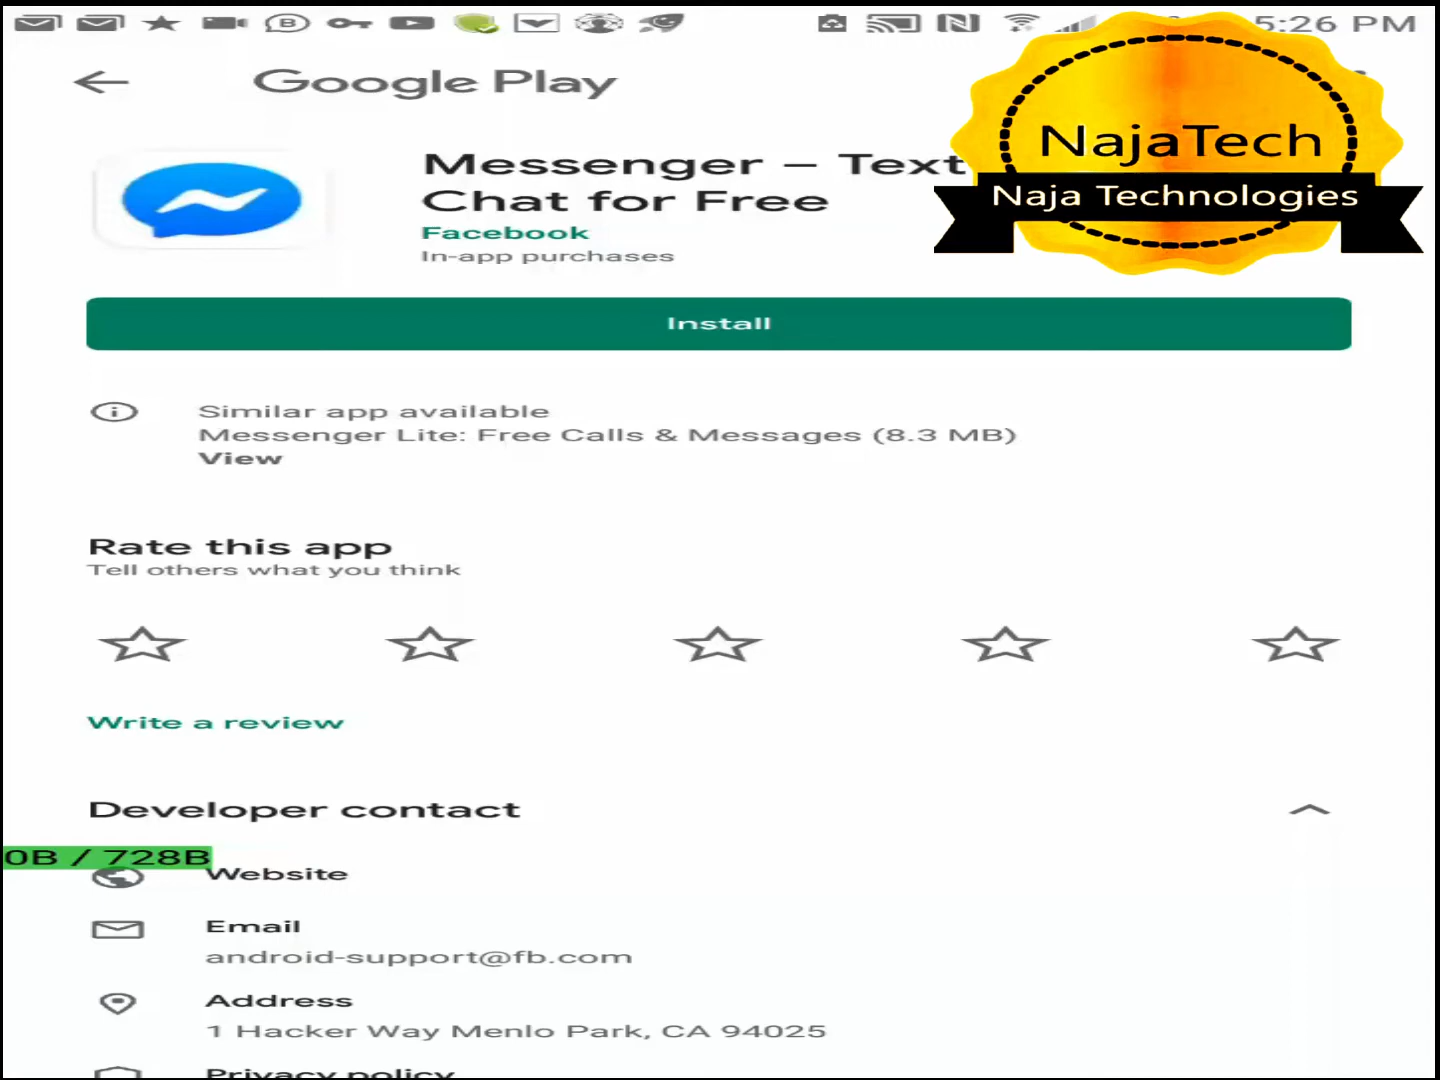 5:26 PM
Google Play
NajaTech
Naja Technologies
Messenger – Text
Chat for Free
Facebook
In-app purchases
Install
Similar app available
Messenger Lite: Free Calls & Messages (8.3 MB)
View
Rate this app
Tell others what you think
Write a review
Developer contact
0B / 728B
Website
Email
android-support@fb.com
Address
1 Hacker Way Menlo Park, CA 94025
Privacy policy